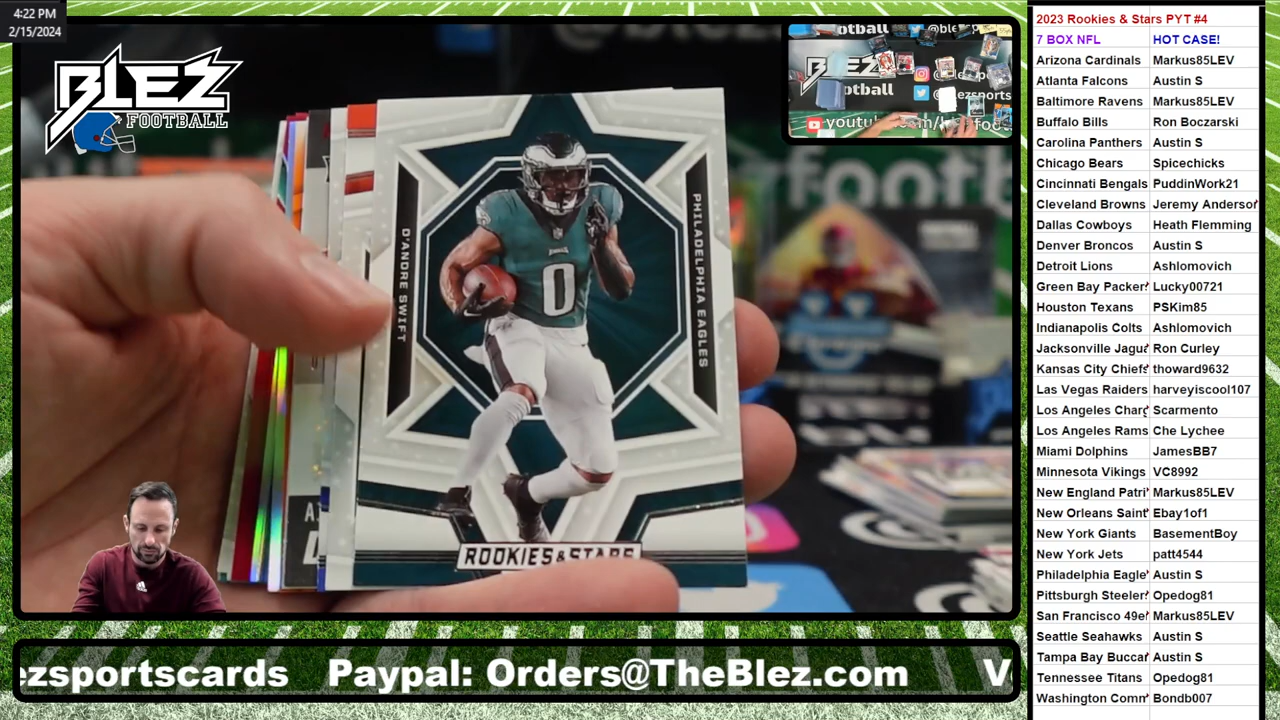 4:22 PM
2/15/2024
BLEZ
FOOTBALL
D'ANDRE SWIFT
PHILADELPHIA EAGLES
0
ROOKIES & STARS
ezsportscards Paypal: Orders@TheBlez.com V
2023 Rookies & Stars PYT #4
7 BOX NFL HOT CASE!
Arizona Cardinals Markus85LEV
Atlanta Falcons Austin S
Baltimore Ravens Markus85LEV
Buffalo Bills Ron Boczarski
Carolina Panthers Austin S
Chicago Bears Spicechicks
Cincinnati Bengals PuddinWork21
Cleveland Browns Jeremy Anderson
Dallas Cowboys Heath Flemming
Denver Broncos Austin S
Detroit Lions Ashlomovich
Green Bay Packer Lucky00721
Houston Texans PSKim85
Indianapolis Colts Ashlomovich
Jacksonville Jagu Ron Curley
Kansas City Chiefs thoward9632
Las Vegas Raiders harveyiscool107
Los Angeles Charg Scarmento
Los Angeles Rams Che Lychee
Miami Dolphins JamesBB7
Minnesota Vikings VC8992
New England Patri Markus85LEV
New Orleans Saint Ebay1of1
New York Giants BasementBoy
New York Jets patt4544
Philadelphia Eagle Austin S
Pittsburgh Steeler Opedog81
San Francisco 49e Markus85LEV
Seattle Seahawks Austin S
Tampa Bay Buccar Austin S
Tennessee Titans Opedog81
Washington Comm Bondb007